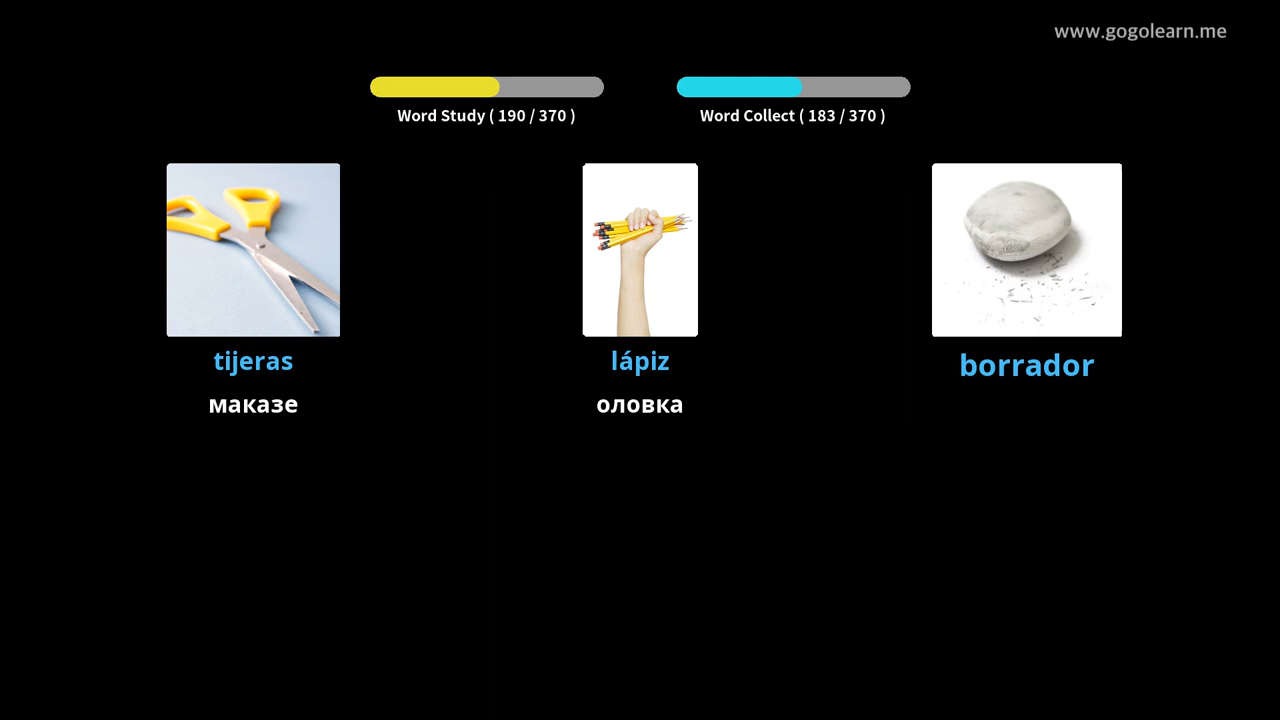 www.gogolearn.me
Word Study ( 190 / 370 )
Word Collect ( 183 / 370 )
tijeras
lápiz
borrador
маказе
оловка